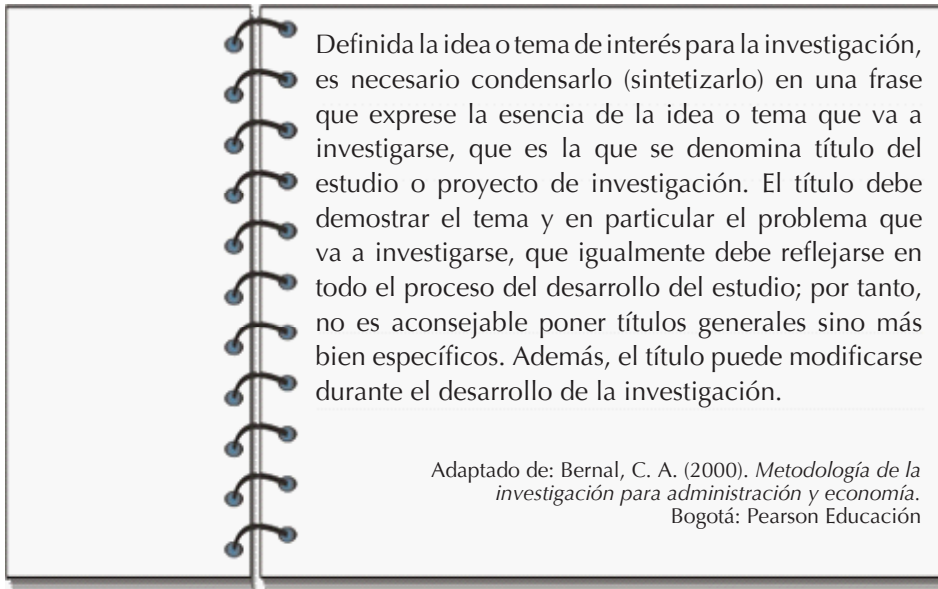 Definida la idea o tema de interés para la investigación,
es necesario condensarlo (sintetizarlo) en una frase
que exprese la esencia de la idea o tema que va a
investigarse, que es la que se denomina título del
estudio o proyecto de investigación. El título debe
demostrar el tema y en particular el problema que
va a investigarse, que igualmente debe reflejarse en
todo el proceso del desarrollo del estudio; por tanto,
no es aconsejable poner títulos generales sino más
bien específicos. Además, el título puede modificarse
durante el desarrollo de la investigación.
Adaptado de: Bernal, C. A. (2000). Metodología de la
investigación para administración y economía.
Bogotá: Pearson Educación